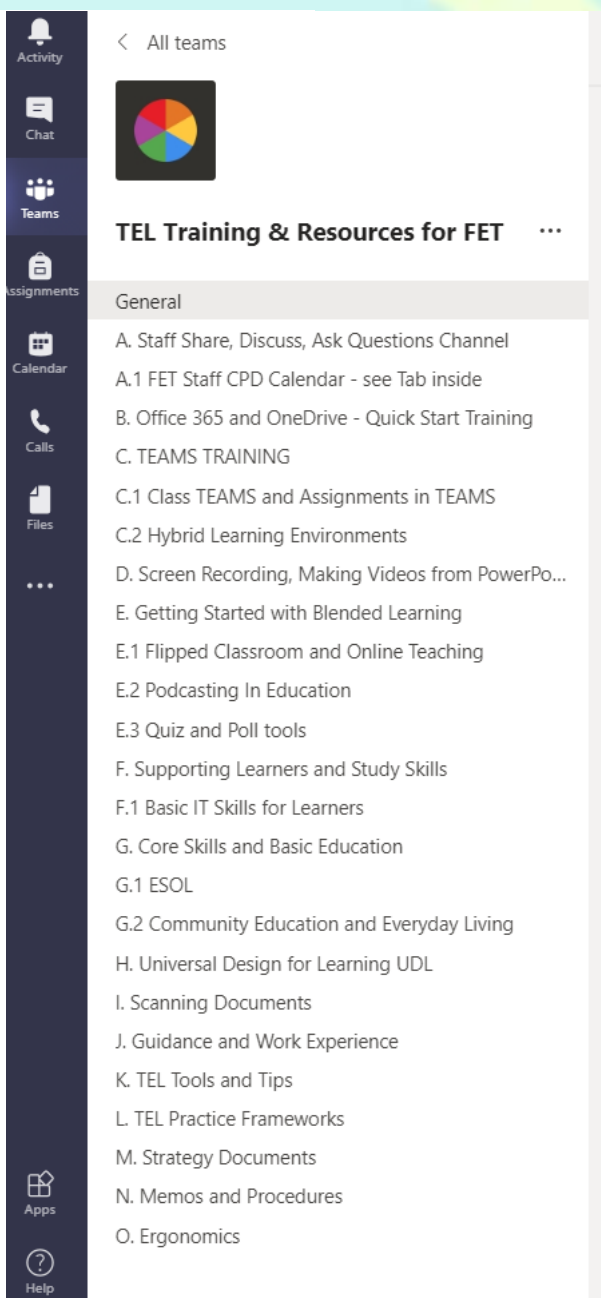 Activity
Chat
Teams
Assignments
Calendar
Calls
Files
Apps
Help
All teams
TEL Training & Resources for FET
General
A. Staff Share, Discuss, Ask Questions Channel
A.1 FET Staff CPD Calendar - see Tab inside
B. Office 365 and OneDrive - Quick Start Training
C. TEAMS TRAINING
C.1 Class TEAMS and Assignments in TEAMS
C.2 Hybrid Learning Environments
D. Screen Recording, Making Videos from PowerPo...
E. Getting Started with Blended Learning
E.1 Flipped Classroom and Online Teaching
E.2 Podcasting In Education
E.3 Quiz and Poll tools
F. Supporting Learners and Study Skills
F.1 Basic IT Skills for Learners
G. Core Skills and Basic Education
G.1 ESOL
G.2 Community Education and Everyday Living
H. Universal Design for Learning UDL
I. Scanning Documents
J. Guidance and Work Experience
K. TEL Tools and Tips
L. TEL Practice Frameworks
M. Strategy Documents
N. Memos and Procedures
O. Ergonomics